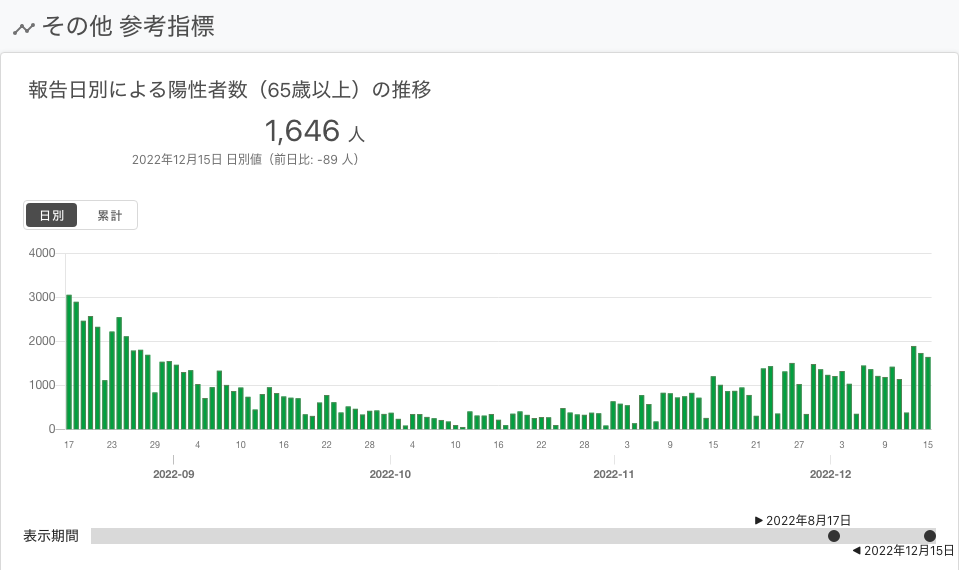 その他 参考指標
報告日別による陽性者数（65歳以上）の推移
1,646 人
2022年12月15日 日別値（前日比: -89 人）
日別 累計
4000
3000
2000
1000
0
17 23 29 4 10 16 22 28 4 10 16 22 28 3 9 15 21 27 3 9 15
2022-09 2022-10 2022-11 2022-12
▶ 2022年8月17日
表示期間
◀ 2022年12月15日